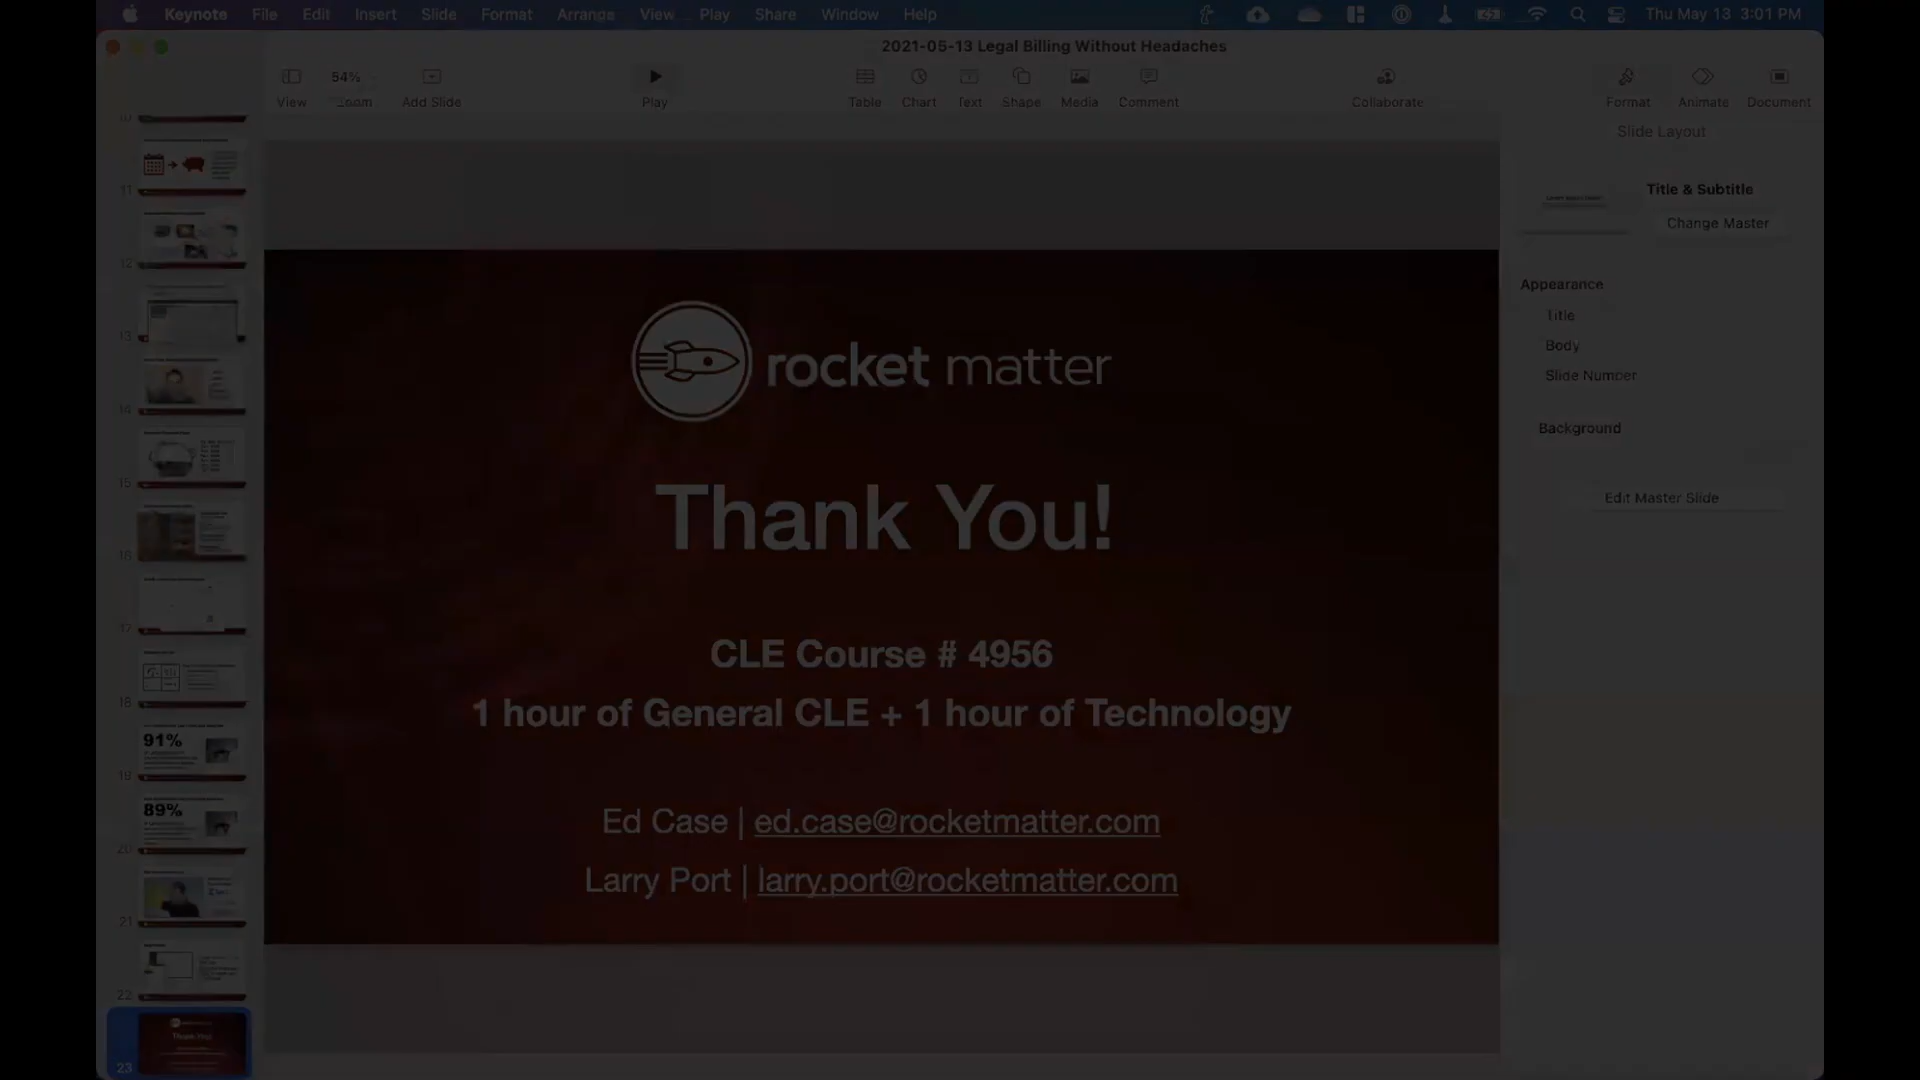 Keynote File Edit Insert Slide Format Arrange View Play Share Window Help Thu May 13 3:01 PM
2021-05-13 Legal Billing Without Headaches
54%
View Zoom Add Slide Play Table Chart Text Shape Media Comment Collaborate Format Animate Document
Slide Layout
Title & Subtitle
Change Master
Appearance
Title
Body
Slide Number
Background
Edit Master Slide
10
11
12
13
14
15
16
17
18
91%
19
89%
20
21
22
23
rocket matter
Thank You!
CLE Course # 4956
1 hour of General CLE + 1 hour of Technology
Ed Case | ed.case@rocketmatter.com
Larry Port | larry.port@rocketmatter.com